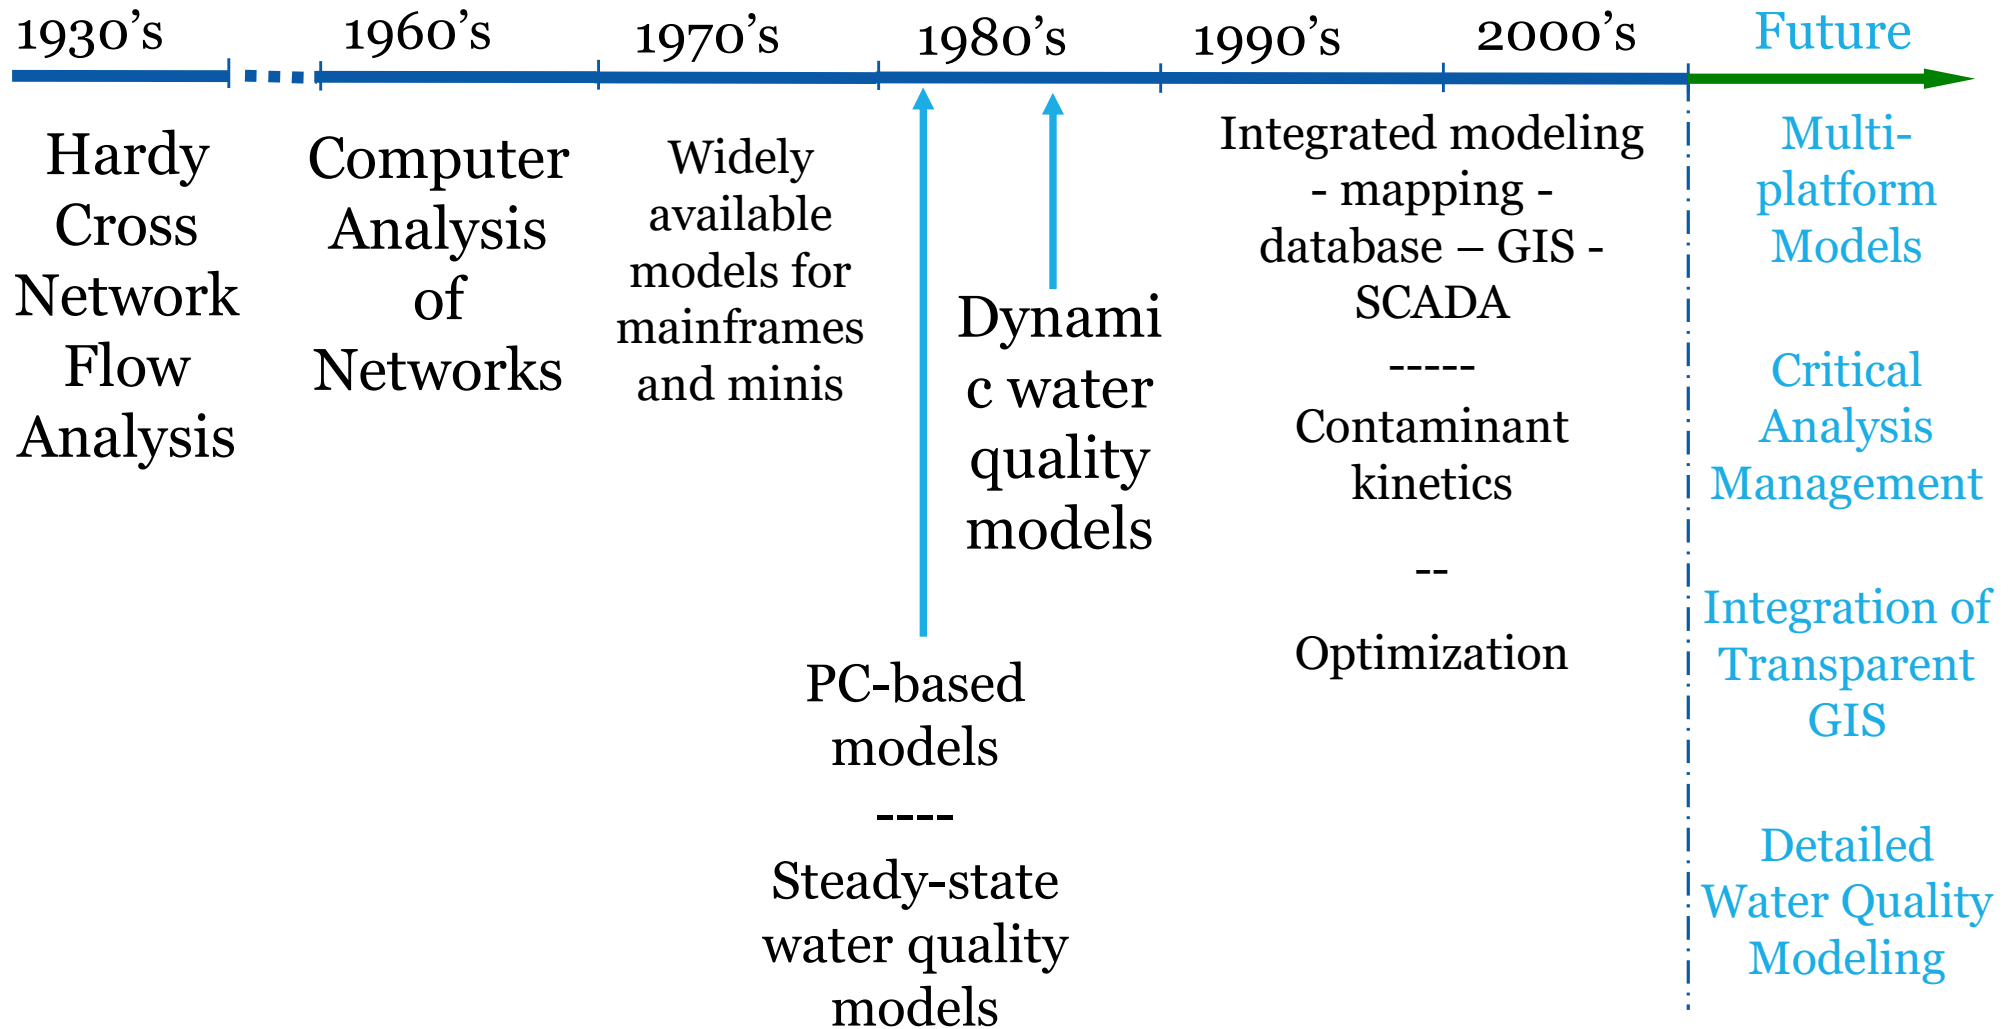 1930’s
1960’s
1970’s
1980’s
1990’s
2000’s
Future
Hardy
Cross
Network
Flow
Analysis
Computer
Analysis
of
Networks
Widely
available
models for
mainframes
and minis
PC-based
models
----
Steady-state
water quality
models
Dynami
c water
quality
models
Integrated modeling
- mapping -
database – GIS -
SCADA
-----
Contaminant
kinetics
--
Optimization
Multi-
platform
Models
Critical
Analysis
Management
Integration of
Transparent
GIS
Detailed
Water Quality
Modeling